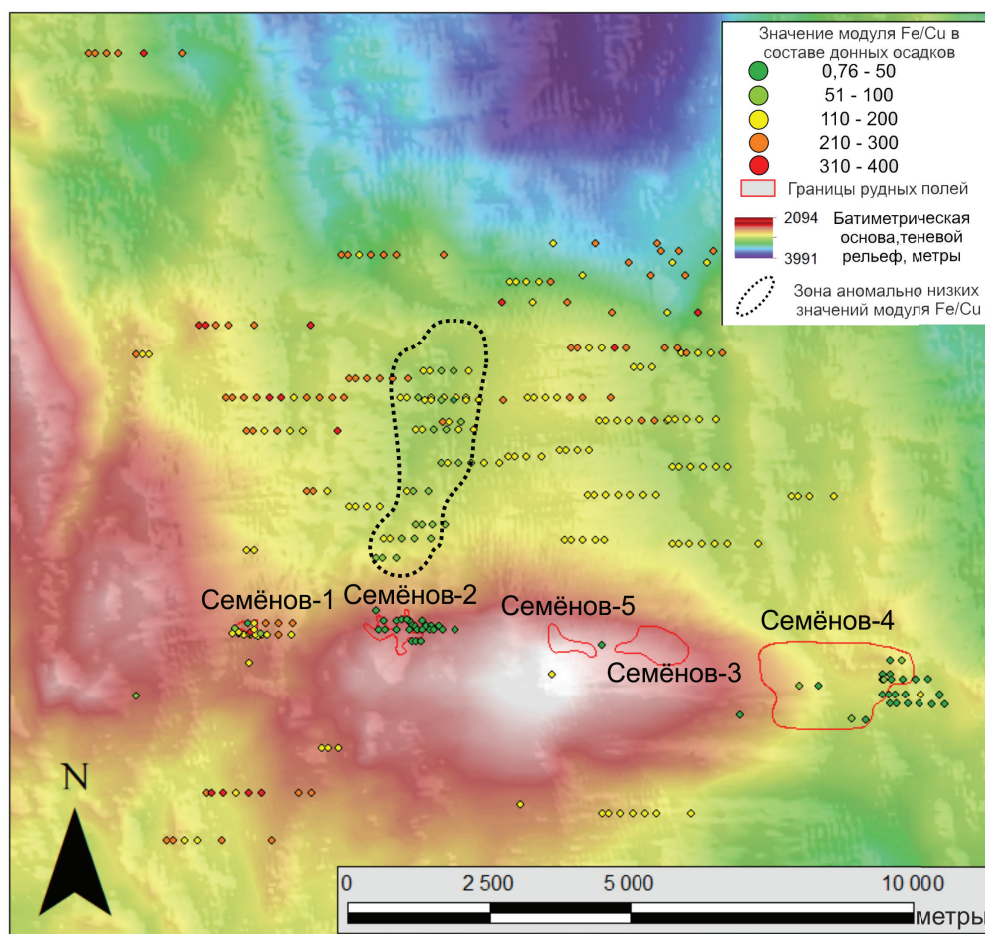 Значение модуля Fe/Cu в
составе донных осадков
0,76 - 50
51 - 100
110 - 200
210 - 300
310 - 400
Границы рудных полей
2094
3991
Батиметрическая
основа,теневой
рельеф, метры
Зона аномально низких
значений модуля Fe/Cu
Семёнов-1
Семёнов-2
Семёнов-5
Семёнов-3
Семёнов-4
N
0 2 500 5 000 10 000
метры